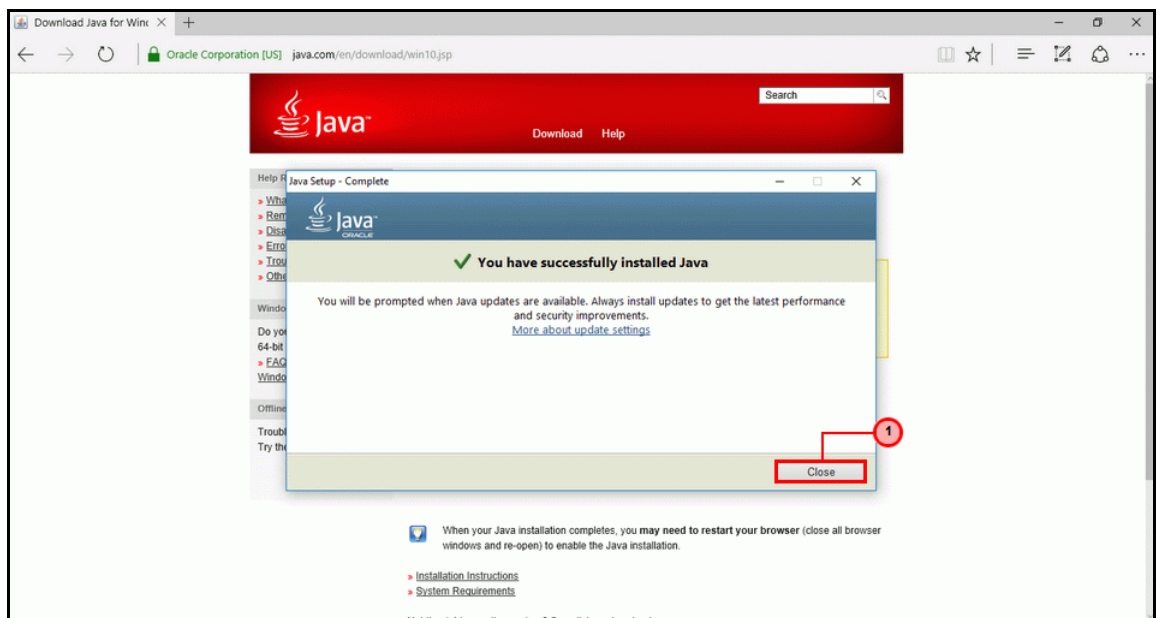 Download Java for Winc
Oracle Corporation [US] java.com/en/download/win10.jsp
Java
Search
Download Help
Help R
Java Setup - Complete
» Wha
» Rem
» Disa
» Erro
» Trou
» Othe
Java
ORACLE
You have successfully installed Java
You will be prompted when Java updates are available. Always install updates to get the latest performance
and security improvements.
More about update settings
Windo
Do you
64-bit
» FAQ
Windo
Offline
Troubl
Try the
1
Close
When your Java installation completes, you may need to restart your browser (close all browser
windows and re-open) to enable the Java installation.
» Installation Instructions
» System Requirements